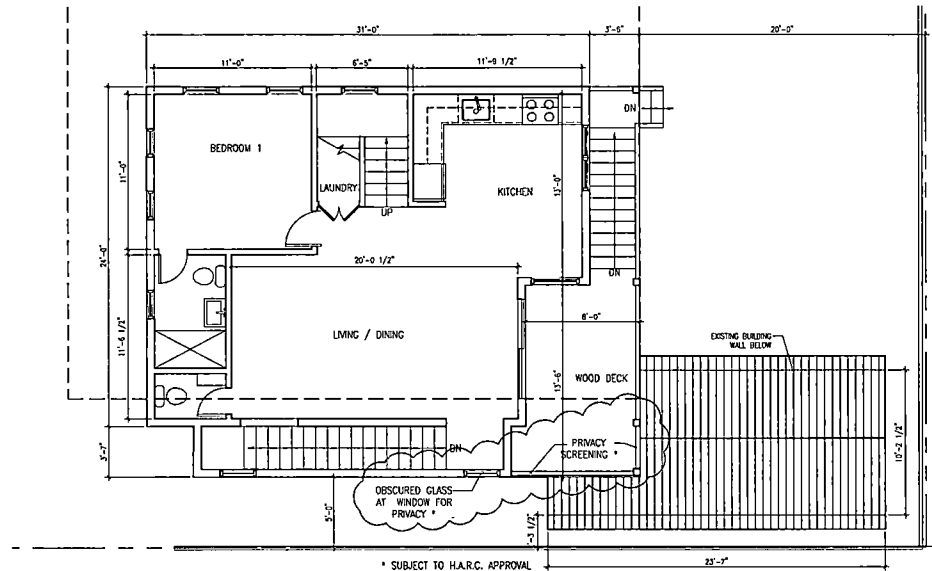 31'-0"
3'-6"
20'-0"
11'-0"
6'-5"
11'-9 1/2"
DN
BEDROOM 1
11'-0"
LAUNDRY
KITCHEN
13'-0"
UP
24'-0"
20'-0 1/2"
DN
8'-0"
11'-6 1/2"
LIVING / DINING
EXISTING BUILDING
WALL BELOW
WOOD DECK
13'-6"
10'-2 1/2"
3'-7"
DN
PRIVACY
SCREENING *
OBSCURED GLASS
AT WINDOW FOR
PRIVACY *
5'-0"
'-3 1/2"
* SUBJECT TO H.A.R.C. APPROVAL
23'-7"